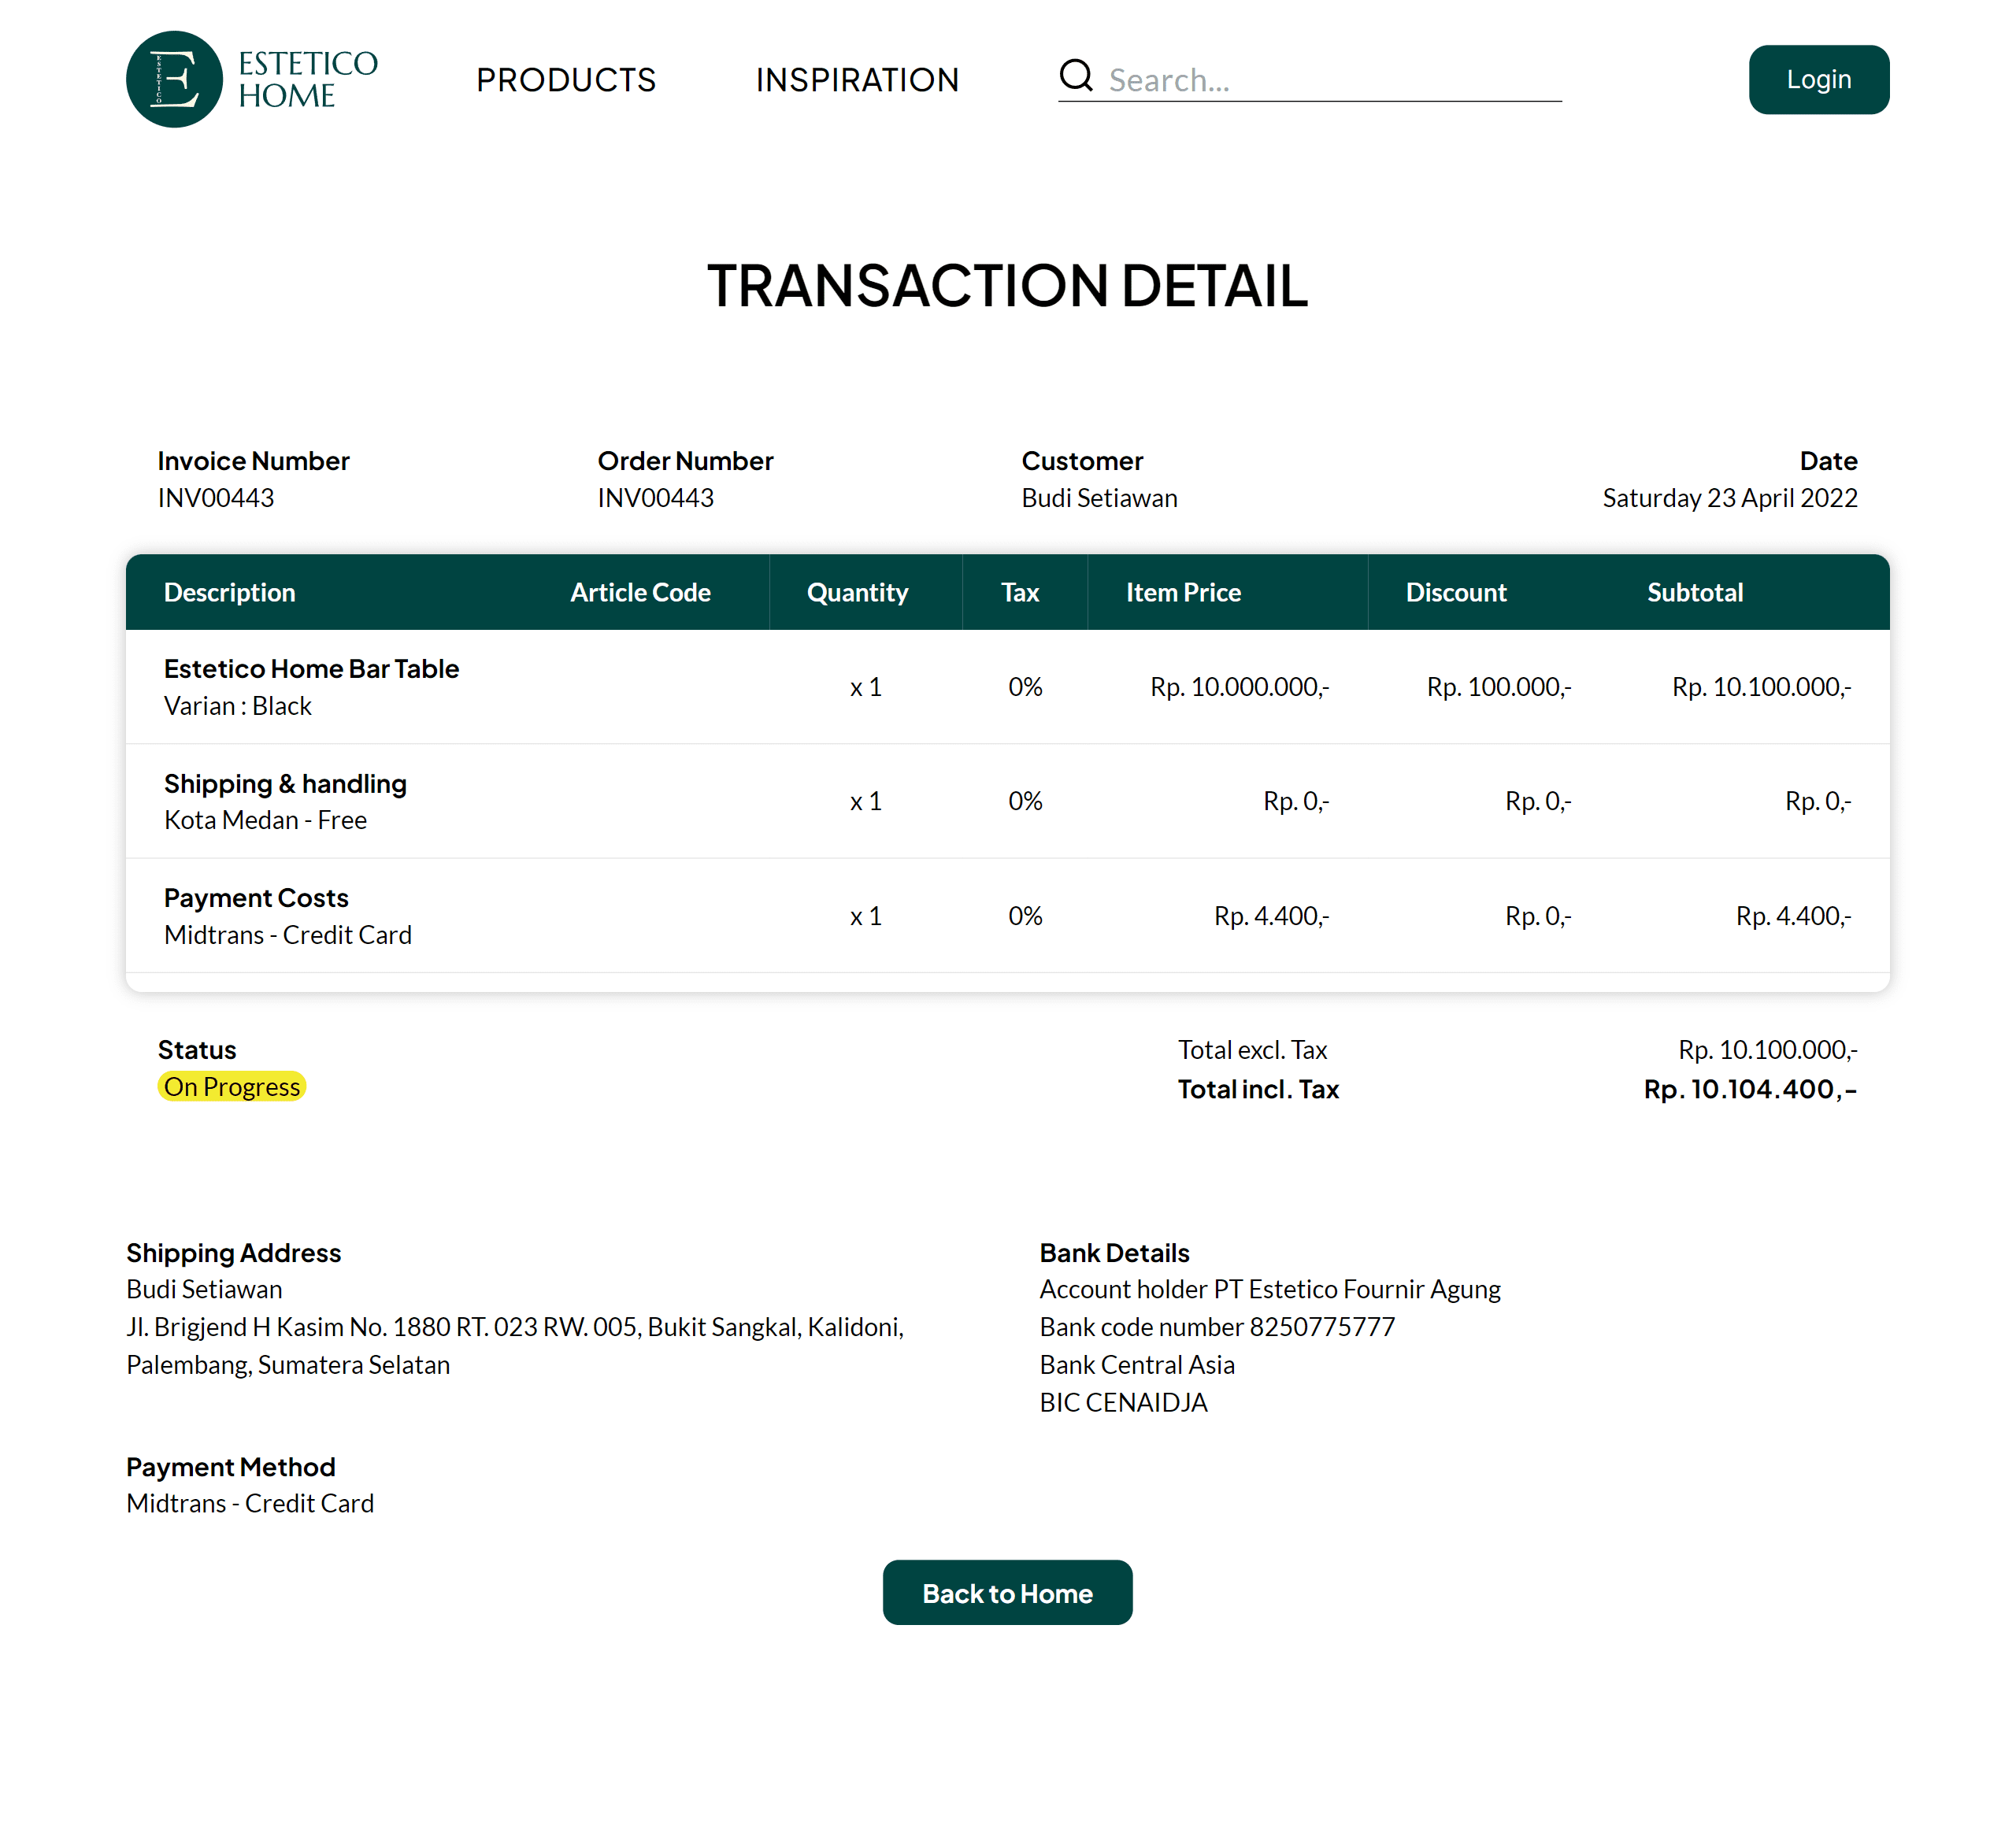 ESTETICO
ESTETICO
HOME
PRODUCTS
INSPIRATION
Search...
Login
TRANSACTION DETAIL
Invoice Number
INV00443
Order Number
INV00443
Customer
Budi Setiawan
Date
Saturday 23 April 2022
Description Article Code Quantity Tax Item Price Discount Subtotal
Estetico Home Bar Table
Varian : Black
x 1 0% Rp. 10.000.000,- Rp. 100.000,- Rp. 10.100.000,-
Shipping & handling
Kota Medan - Free
x 1 0% Rp. 0,- Rp. 0,- Rp. 0,-
Payment Costs
Midtrans - Credit Card
x 1 0% Rp. 4.400,- Rp. 0,- Rp. 4.400,-
Status
On Progress
Total excl. Tax Rp. 10.100.000,-
Total incl. Tax Rp. 10.104.400,-
Shipping Address
Budi Setiawan
Jl. Brigjend H Kasim No. 1880 RT. 023 RW. 005, Bukit Sangkal, Kalidoni,
Palembang, Sumatera Selatan
Bank Details
Account holder PT Estetico Fournir Agung
Bank code number 8250775777
Bank Central Asia
BIC CENAIDJA
Payment Method
Midtrans - Credit Card
Back to Home